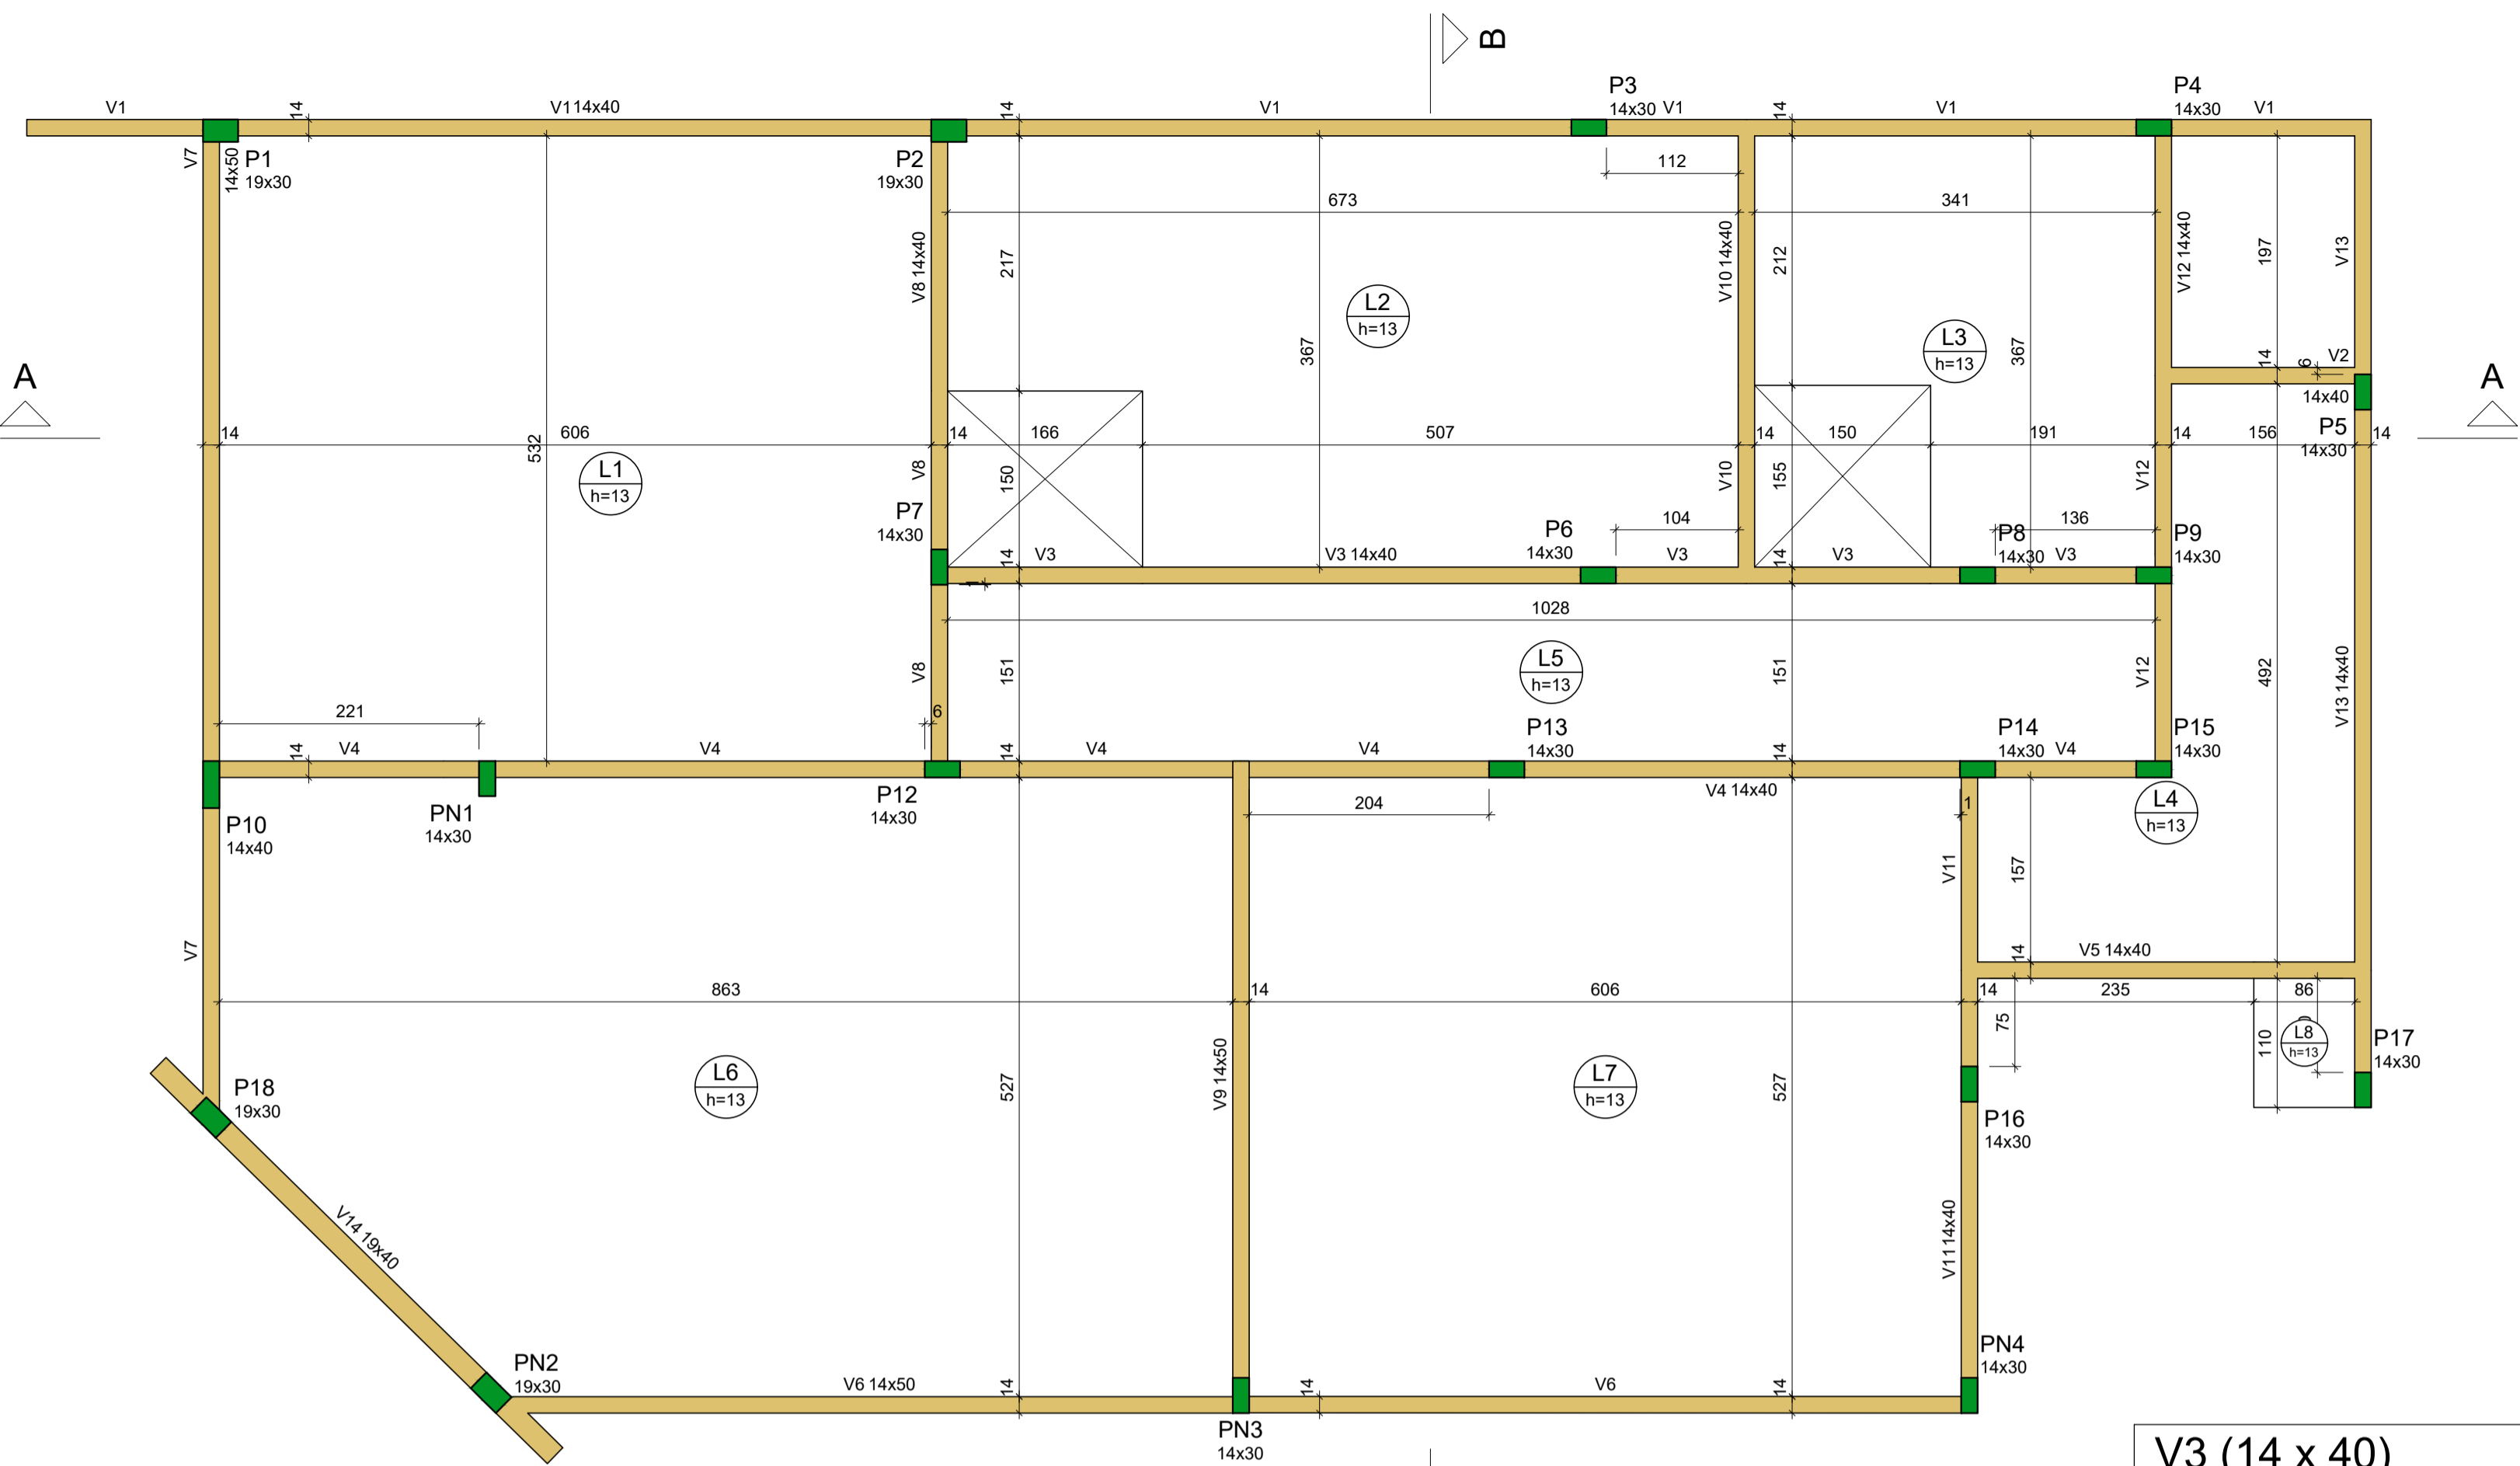 B
P3
14x30
P4
14x30
V1
14
V1 14x40
14
V1
V1
14
V1
V1
V7
14x50
P1
19x30
P2
19x30
112
673
341
V8 14x40
217
V10 14x40
212
V12 14x40
197
V13
L2
h=13
L3
h=13
367
367
14
6
V2
14x40
A
A
14
606
532
14
166
507
14
150
191
14
156
P5
14x30
14
L1
h=13
V8
150
V10
155
V12
P7
14x30
104
136
P6
14x30
P8
14x30
P9
14x30
14
V3
V3 14x40
V3
14
V3
V3
1
1028
V8
151
L5
h=13
151
V12
492
V13 14x40
221
6
P13
14x30
P14
14x30
P15
14x30
14
V4
V4
14
V4
V4
14
V4
V4 14x40
P12
14x30
PN1
14x30
P10
14x40
204
1
L4
h=13
V11
157
V7
14
V5 14x40
863
14
606
14
235
86
75
110
L8
h=13
P17
14x30
P18
19x30
L6
h=13
527
V9 14x50
L7
h=13
527
P16
14x30
V14 19x40
V11 14x40
PN2
19x30
V6 14x50
14
14
V6
14
PN4
14x30
PN3
14x30
V3 (14 x 40)